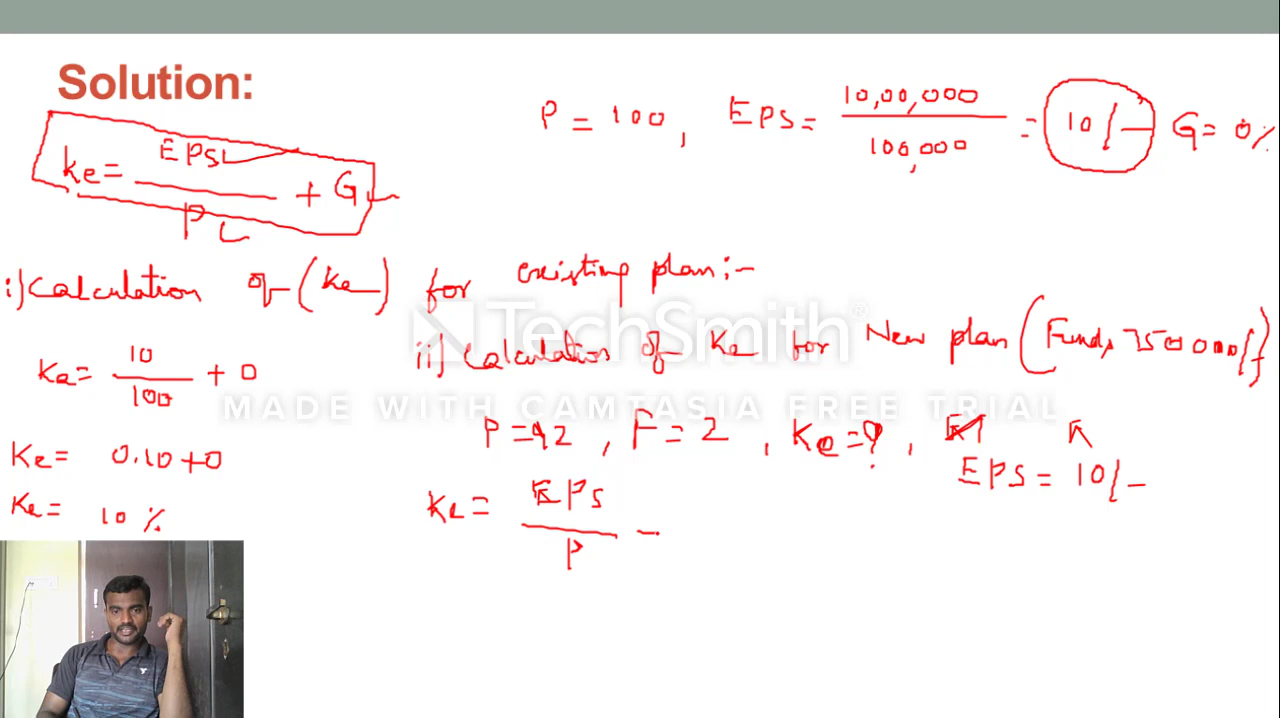 Solution:
P = 100, EPS = 10,00,000 / 100,000 = 10/- G = 0%
Ke = EPS / P + G
i) Calculation of (Ke) for existing plan:-
ii) Calculation of Ke for New plan (Funds 750000/-)
Ke = 10 / 100 + 0
TechSmith®
MADE WITH CAMTASIA FREE TRIAL
P = 92, F = 2, Ke = ?,
EPS = 10/-
Ke = 0.10 + 0
Ke = 10 %
Ke = EPS / P -